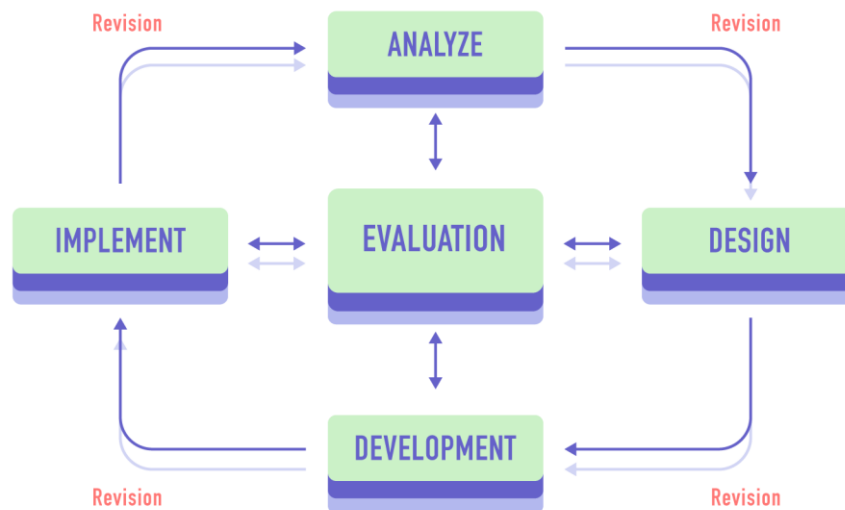 Revision
Revision
ANALYZE
IMPLEMENT
EVALUATION
DESIGN
DEVELOPMENT
Revision
Revision